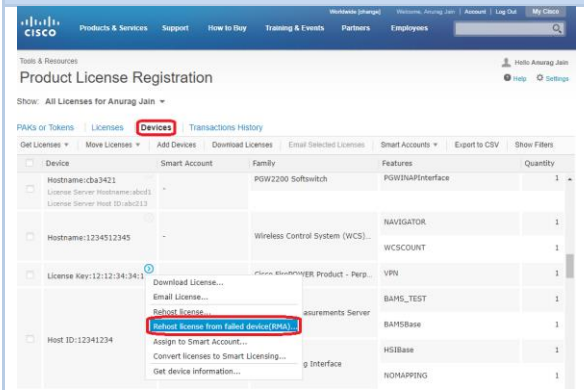 Worldwide [change] Welcome, Anurag Jain | Account | Log Out My Cisco
CISCO Products & Services Support How to Buy Training & Events Partners Employees
Tools & Resources
Product License Registration
Hello Anurag Jain
Help Settings
Show: All Licenses for Anurag Jain
PAKs or Tokens | Licenses | Devices | Transactions History
Get Licenses Move Licenses Add Devices Download Licenses Email Selected Licenses Smart Accounts Export to CSV Show Filters
Device Smart Account Family Features Quantity
Hostname:cba3421 - PGW2200 Softswitch PGWINAPInterface 1
License Server Hostname:abcd1
License Server Host ID:abc213
Hostname:1234512345 - Wireless Control System (WCS)... NAVIGATOR 1
WCSCOUNT 1
License Key:12:12:34:34:1 Cisco FirePOWER Product - Perp... VPN 1
Download License...
Email License...
Rehost license...
Rehost license from failed device(RMA)...
Assign to Smart Account...
Convert licenses to Smart Licensing...
Get device information...
Host ID:12341234 asurements Server BAMS_TEST 1
BAMSBase 1
g Interface HSIBase 1
NOMAPPING 1